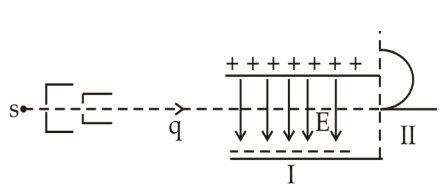 + + + + + + +
s
q
E
II
I